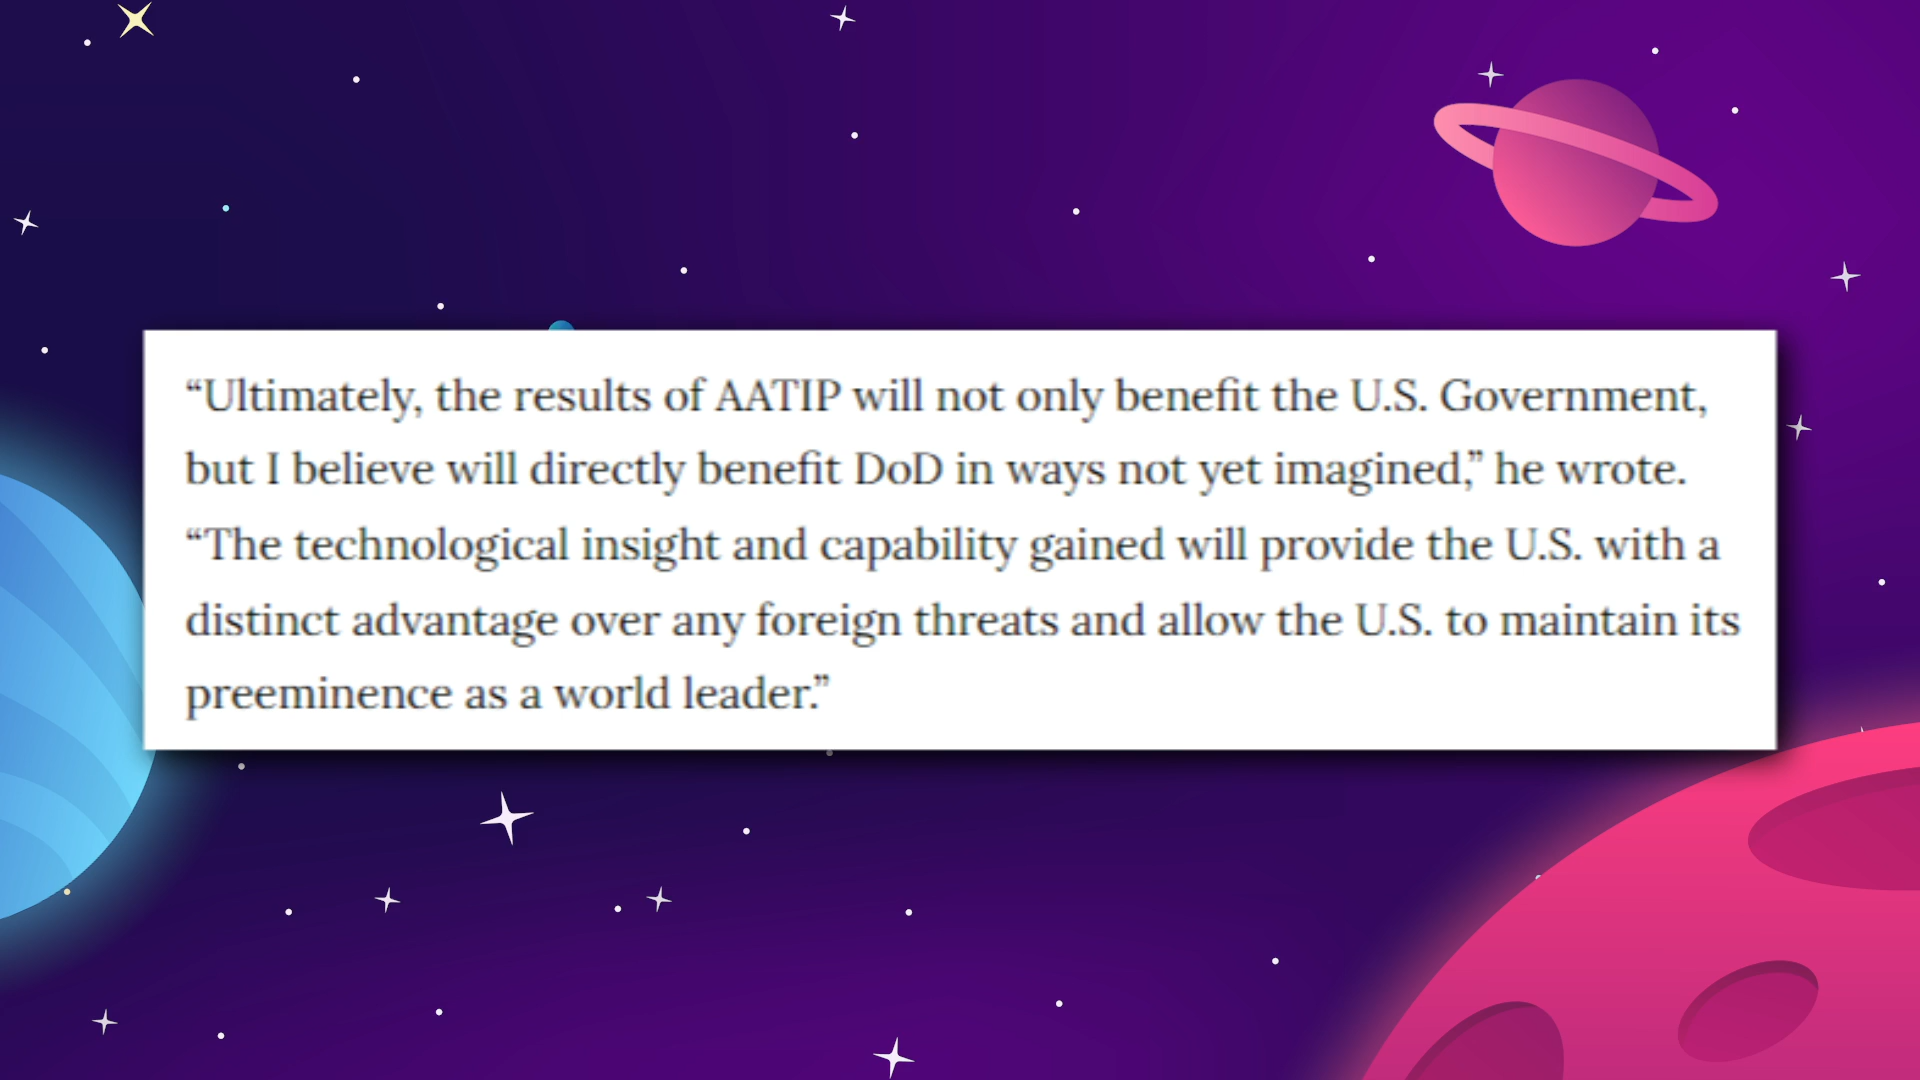 “Ultimately, the results of AATIP will not only benefit the U.S. Government,
but I believe will directly benefit DoD in ways not yet imagined,” he wrote.
“The technological insight and capability gained will provide the U.S. with a
distinct advantage over any foreign threats and allow the U.S. to maintain its
preeminence as a world leader.”